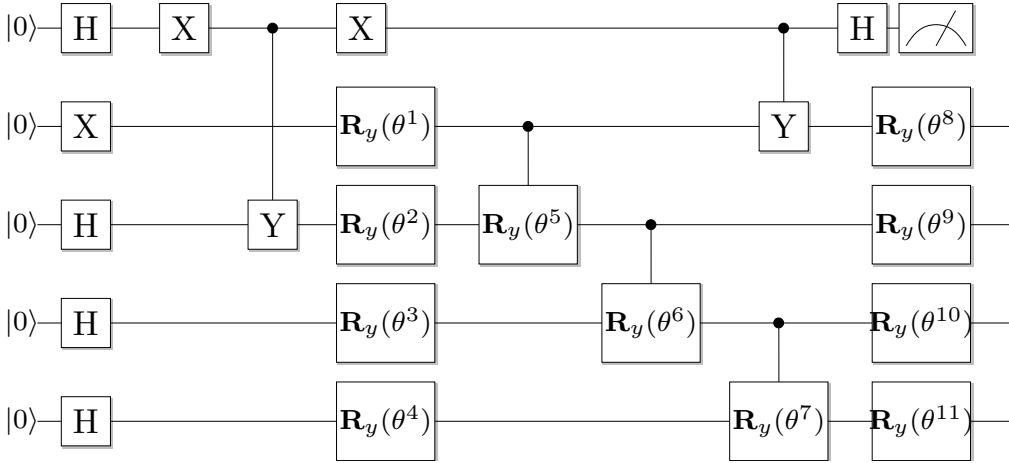 |0⟩ H X X H
|0⟩ X R_y(θ^1) Y R_y(θ^8)
|0⟩ H Y R_y(θ^2) R_y(θ^5) R_y(θ^9)
|0⟩ H R_y(θ^3) R_y(θ^6) R_y(θ^10)
|0⟩ H R_y(θ^4) R_y(θ^7) R_y(θ^11)